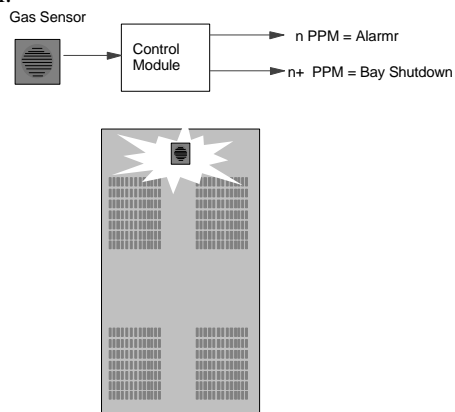 Gas Sensor
Control
Module
n PPM = Alarmr
n+ PPM = Bay Shutdown